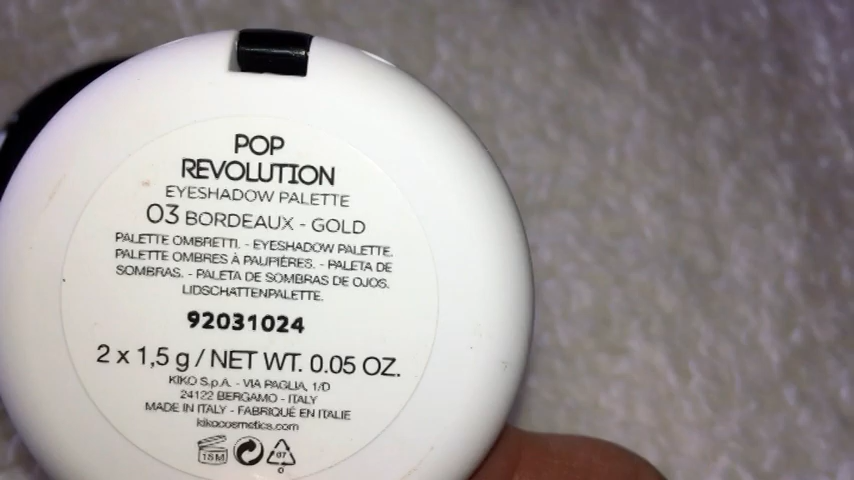 POP
REVOLUTION
EYESHADOW PALETTE
03 BORDEAUX - GOLD
PALETTE OMBRETTI. - EYESHADOW PALETTE.
PALETTE OMBRES À PAUPIÈRES. - PALETA DE
SOMBRAS. - PALETA DE SOMBRAS DE OJOS.
LIDSCHATTENPALETTE.
92031024
2 x 1,5 g / NET WT. 0.05 OZ.
KIKO S.p.A. - VIA PAGLIA, 1/D
24122 BERGAMO - ITALY
MADE IN ITALY - FABRIQUÉ EN ITALIE
kikocosmetics.com
18M 07